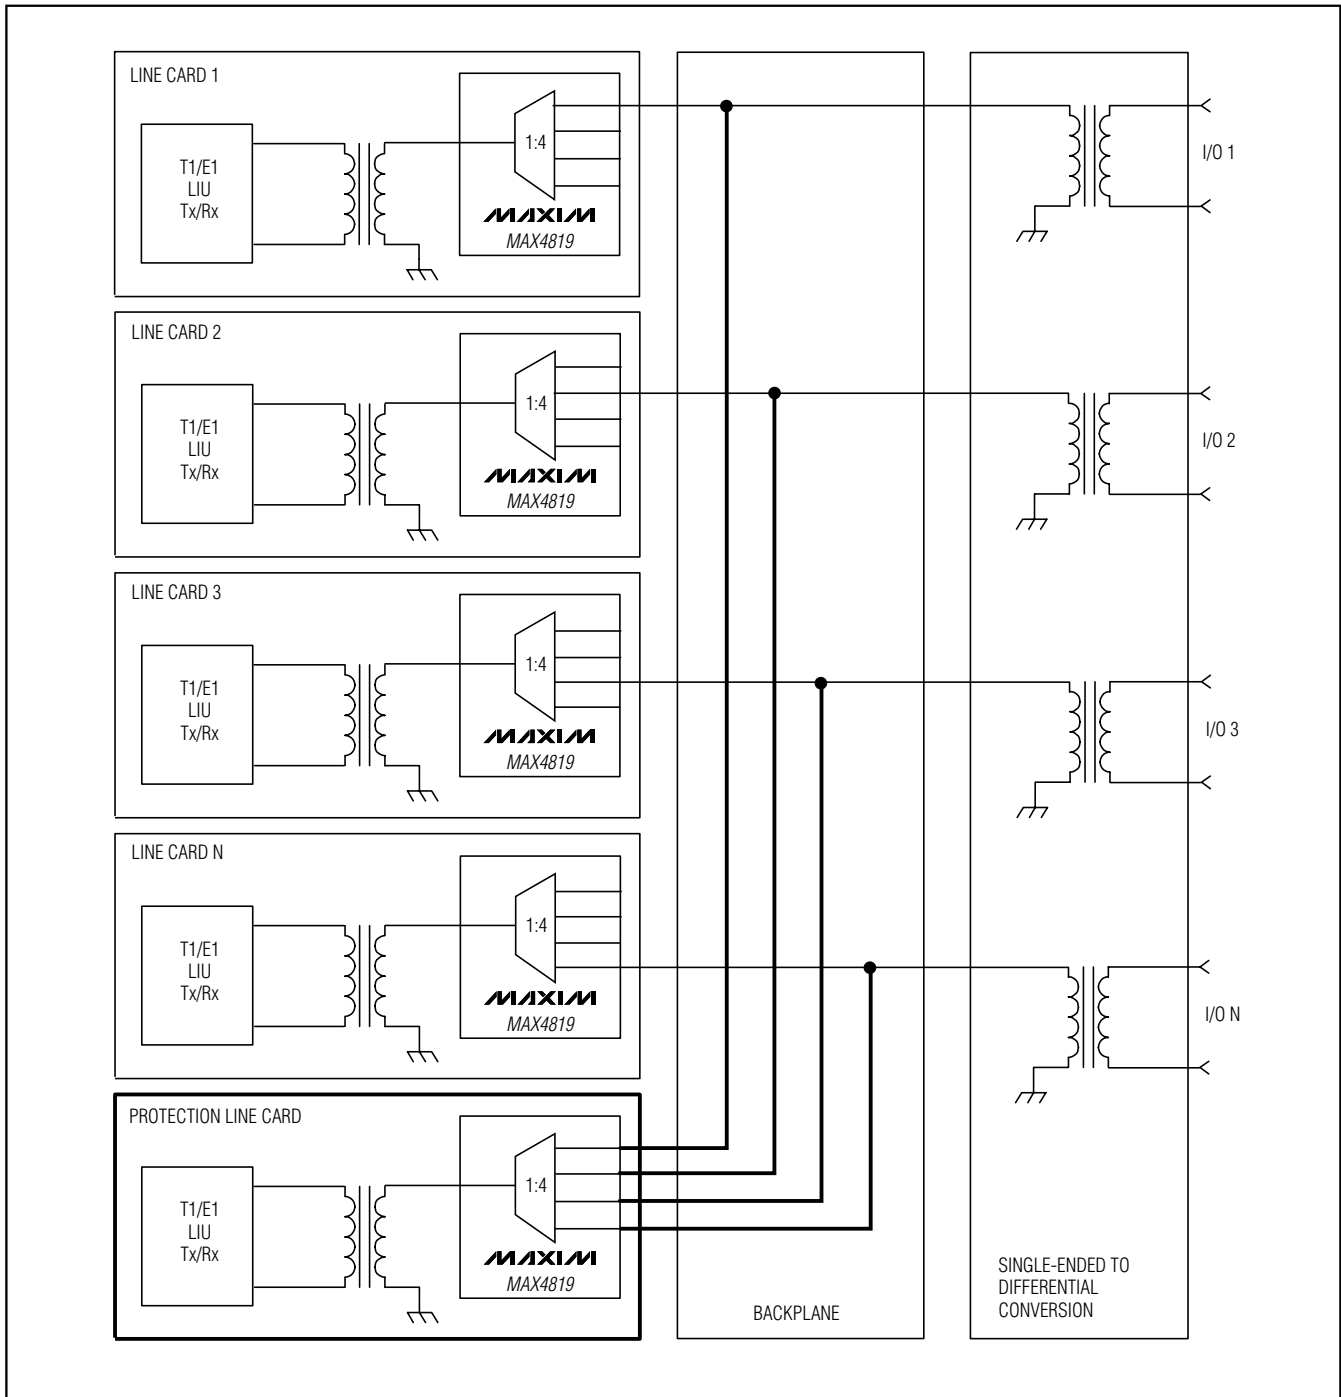 LINE CARD 1
T1/E1
LIU
Tx/Rx
1:4
MAXIM
MAX4819
I/O 1
LINE CARD 2
T1/E1
LIU
Tx/Rx
1:4
MAXIM
MAX4819
I/O 2
LINE CARD 3
T1/E1
LIU
Tx/Rx
1:4
MAXIM
MAX4819
I/O 3
LINE CARD N
T1/E1
LIU
Tx/Rx
1:4
MAXIM
MAX4819
I/O N
PROTECTION LINE CARD
T1/E1
LIU
Tx/Rx
1:4
MAXIM
MAX4819
BACKPLANE
SINGLE-ENDED TO
DIFFERENTIAL
CONVERSION